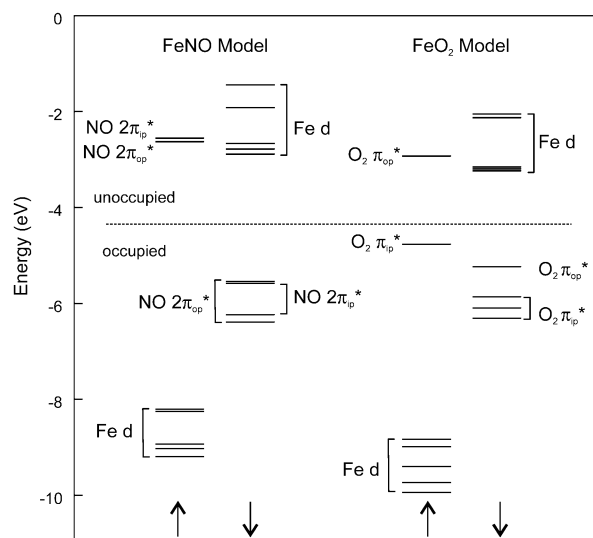 0
FeNO Model
FeO₂ Model
-2
NO 2πip*
NO 2πop*
Fe d
O₂ πop*
Fe d
unoccupied
-4
occupied
O₂ πip*
Energy (eV)
O₂ πop*
-6
NO 2πop*
NO 2πip*
O₂ πip*
-8
Fe d
Fe d
-10